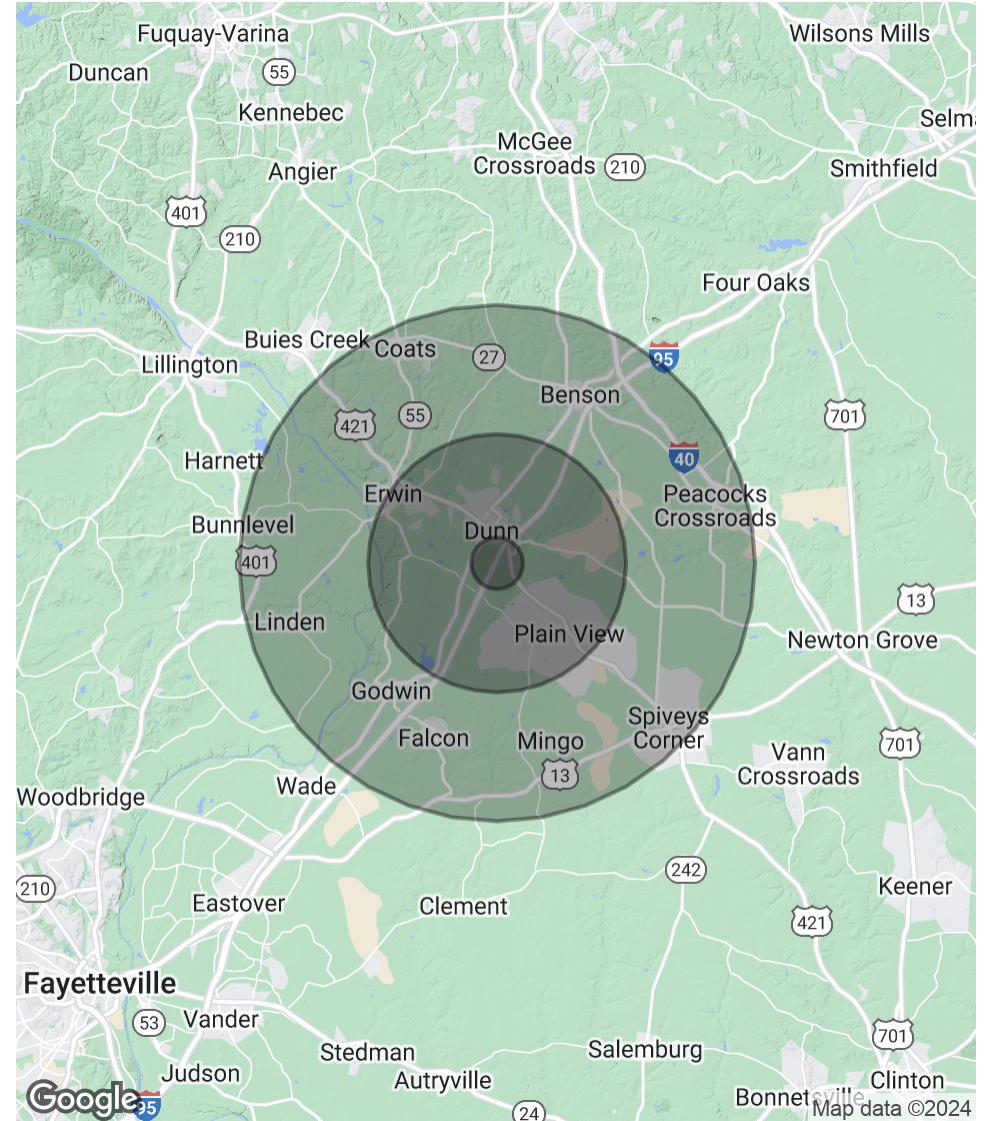 Fuquay-Varina
Wilsons Mills
Duncan
55
Kennebec
Selma
McGee
Crossroads
210
Smithfield
Angier
401
210
Four Oaks
Buies Creek
Coats
27
95
Lillington
Benson
55
421
701
40
Harnett
Erwin
Peacocks
Crossroads
Bunnlevel
Dunn
401
13
Linden
Plain View
Newton Grove
Godwin
Spiveys
Corner
Falcon
Mingo
701
Vann
Crossroads
13
Wade
Woodbridge
242
210
Keener
Eastover
Clement
421
Fayetteville
53
Vander
701
Stedman
Salemburg
Judson
Autryville
Clinton
Bonnetsville
Google
95
24
Map data ©2024